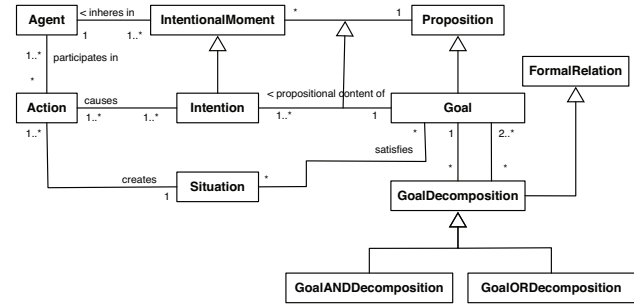 Agent
< inheres in
IntentionalMoment
*
1
Proposition
1
1..*
1..*
participates in
*
FormalRelation
Action
causes
Intention
< propositional content of
Goal
1..*
1..*
1..*
1..*
1
*
1
2..*
satisfies
creates
Situation
*
*
*
1
GoalDecomposition
GoalANDDecomposition
GoalORDecomposition